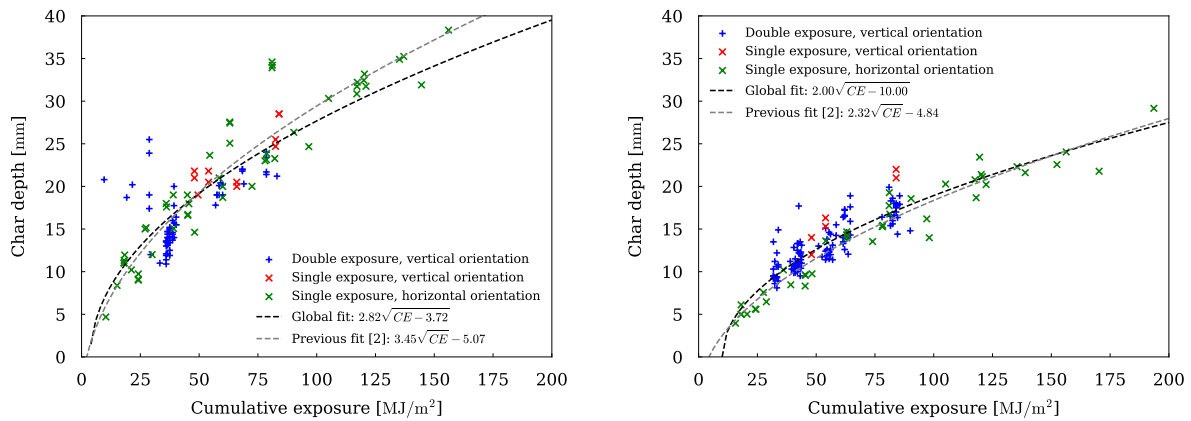 40
35
30
25
20
15
10
5
0
Char depth [mm]
Double exposure, vertical orientation
Single exposure, vertical orientation
Single exposure, horizontal orientation
Global fit: 2.82√CE−3.72
Previous fit [2]: 3.45√CE − 5.07
0 25 50 75 100 125 150 175 200
Cumulative exposure [MJ/m²]
40
35
30
25
20
15
10
5
0
Char depth [mm]
Double exposure, vertical orientation
Single exposure, vertical orientation
Single exposure, horizontal orientation
Global fit: 2.00√CE−10.00
Previous fit [2]: 2.32√CE − 4.84
0 25 50 75 100 125 150 175 200
Cumulative exposure [MJ/m²]